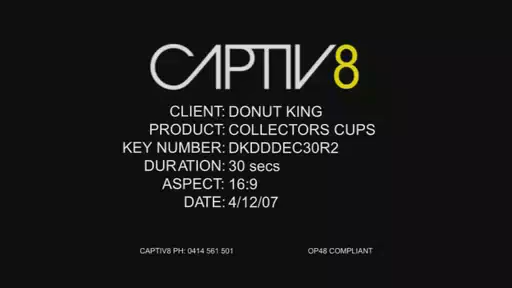 CAPTIV8
CLIENT: DONUT KING
PRODUCT: COLLECTORS CUPS
KEY NUMBER: DKDDDEC30R2
DURATION: 30 secs
ASPECT: 16:9
DATE: 4/12/07
CAPTIV8 PH: 0414 561 501 OP48 COMPLIANT